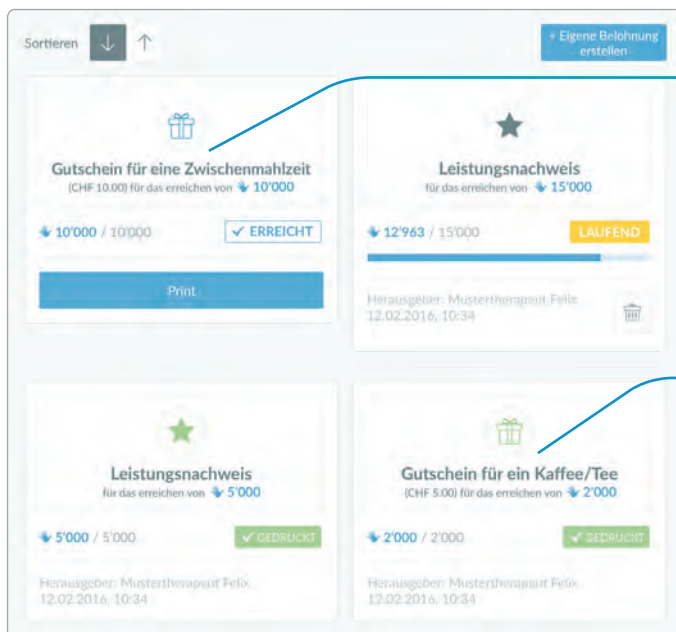 Sortieren
+ Eigene Belohnung
erstellen
Gutschein für eine Zwischenmahlzeit
(CHF 10.00) für das erreichen von 10'000
10'000 / 10'000
ERREICHT
Print
Leistungsnachweis
für das erreichen von 15'000
12'963 / 15'000
LAUFEND
Herausgeber: Mustertherapeut Felix
12.02.2016, 10:34
Leistungsnachweis
für das erreichen von 5'000
5'000 / 5'000
GEDRUCKT
Herausgeber: Mustertherapeut Felix
12.02.2016, 10:34
Gutschein für ein Kaffee/Tee
(CHF 5.00) für das erreichen von 2'000
2'000 / 2'000
GEDRUCKT
Herausgeber: Mustertherapeut Felix
12.02.2016, 10:34